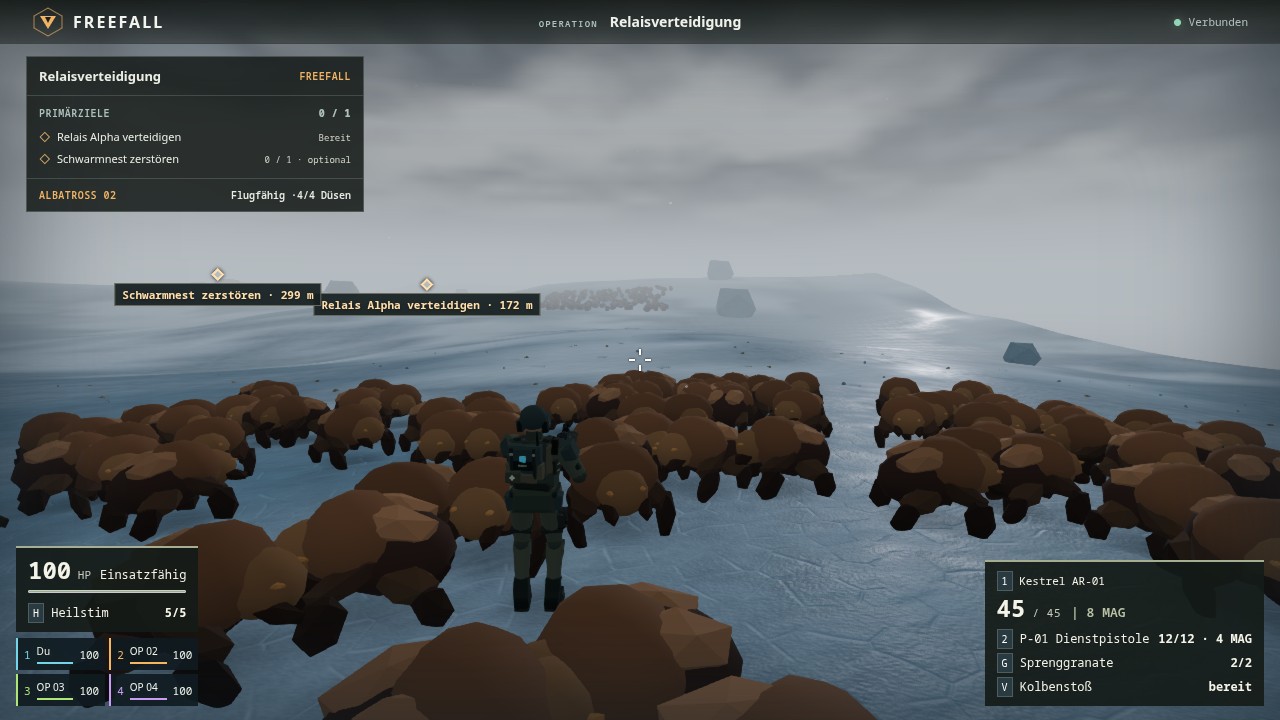 FREEFALL
OPERATION Relaisverteidigung
Verbunden
Relaisverteidigung FREEFALL
PRIMÄRZIELE 0 / 1
Relais Alpha verteidigen Bereit
Schwarmnest zerstören 0 / 1 · optional
ALBATROSS 02 Flugfähig ·4/4 Düsen
Schwarmnest zerstören · 299 m
Relais Alpha verteidigen · 172 m
100 HP Einsatzfähig
H Heilstim 5/5
1 Du 100
2 OP 02 100
3 OP 03 100
4 OP 04 100
1 Kestrel AR-01
45 / 45 | 8 MAG
2 P-01 Dienstpistole 12/12 · 4 MAG
G Sprenggranate 2/2
V Kolbenstoß bereit